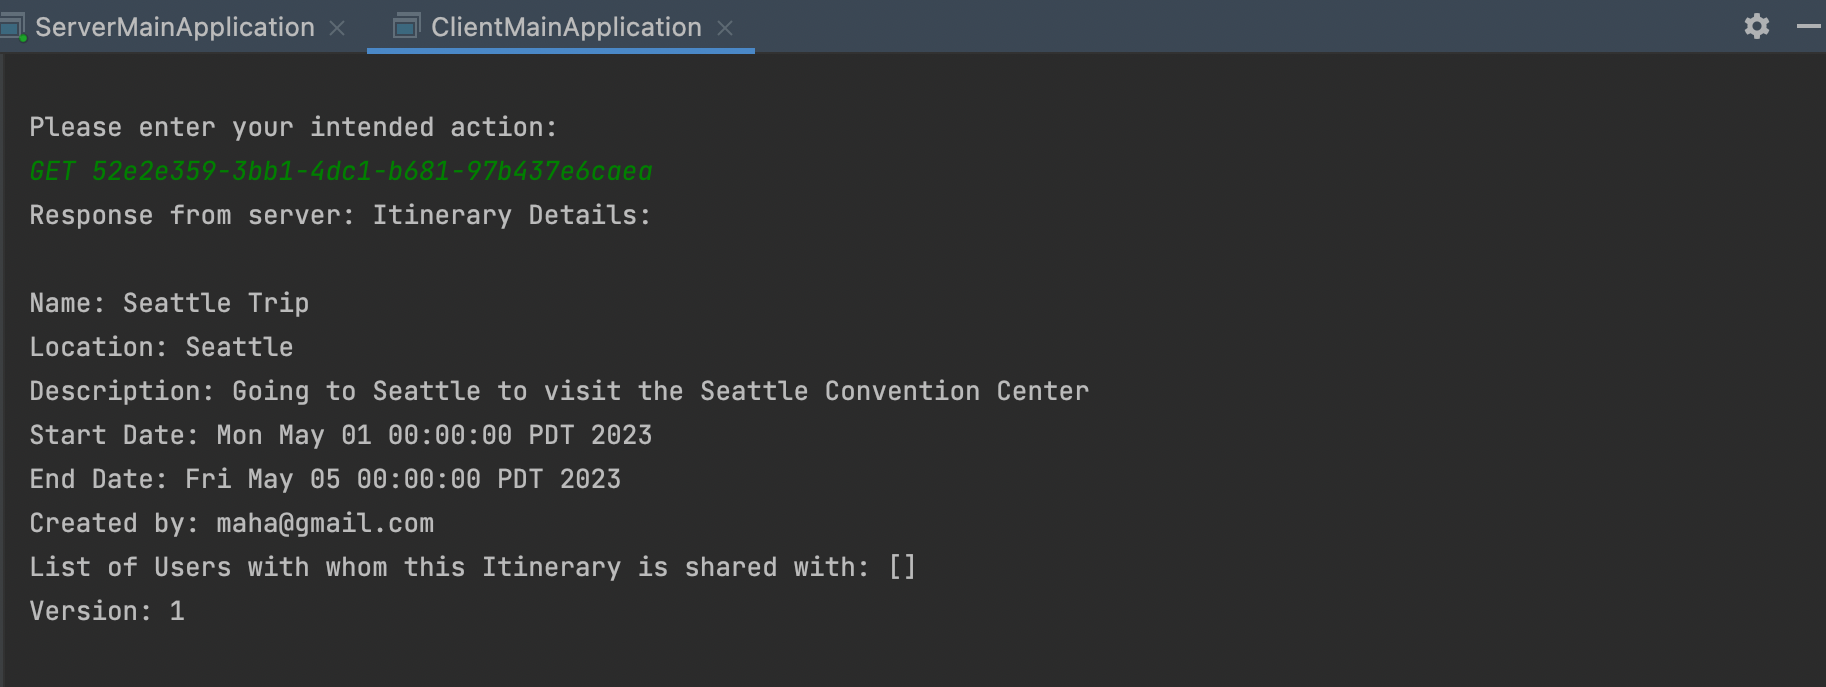 ServerMainApplication ClientMainApplication
Please enter your intended action:
GET 52e2e359-3bb1-4dc1-b681-97b437e6caea
Response from server: Itinerary Details:
Name: Seattle Trip
Location: Seattle
Description: Going to Seattle to visit the Seattle Convention Center
Start Date: Mon May 01 00:00:00 PDT 2023
End Date: Fri May 05 00:00:00 PDT 2023
Created by: maha@gmail.com
List of Users with whom this Itinerary is shared with: []
Version: 1